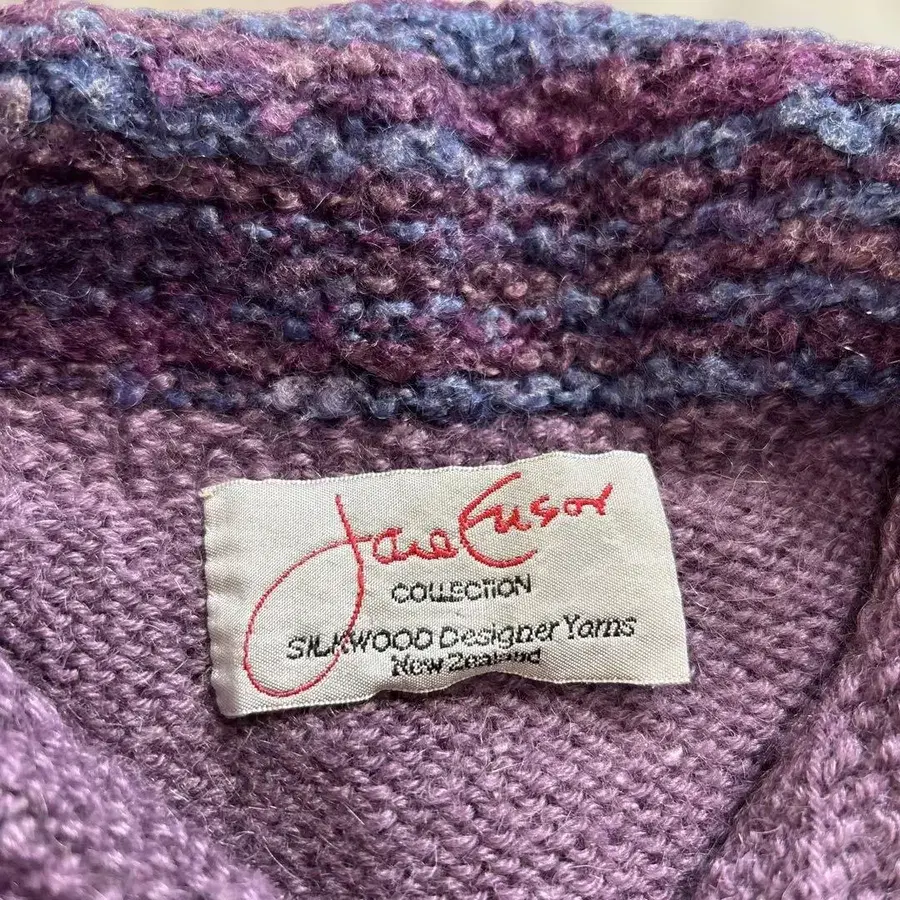 Jane Ensor
COLLECTION
SILKWOOD Designer Yarns
New Zealand